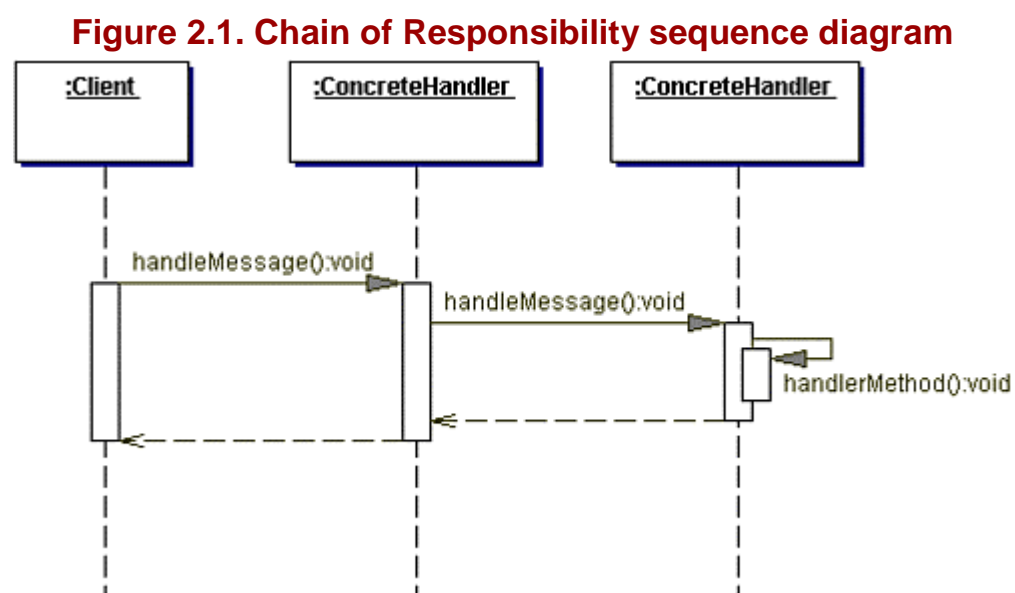 Figure 2.1. Chain of Responsibility sequence diagram
:Client
:ConcreteHandler
:ConcreteHandler
handleMessage():void
handleMessage():void
handlerMethod():void